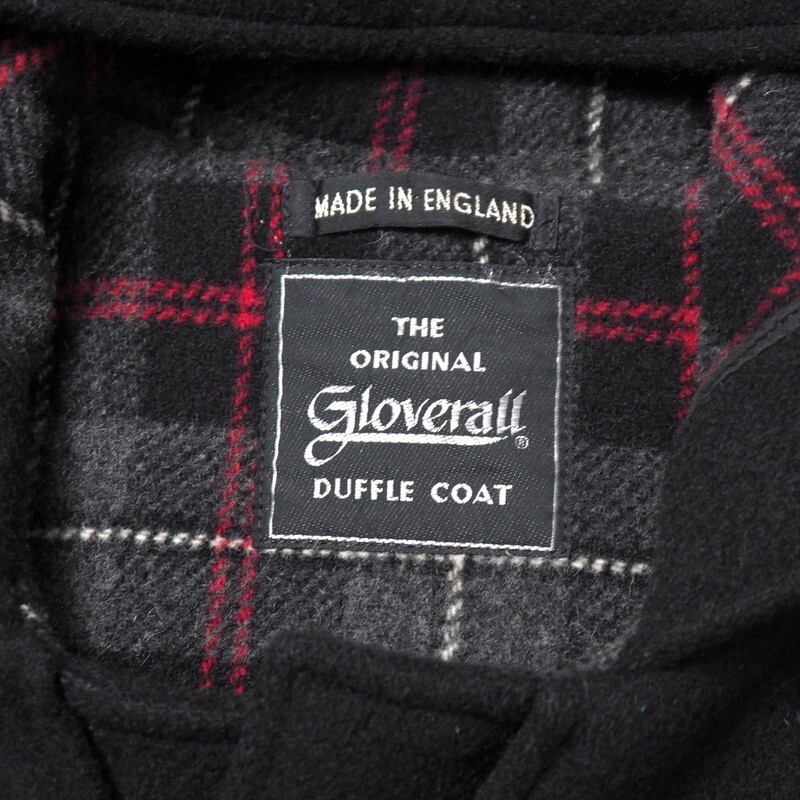 MADE IN ENGLAND
THE
ORIGINAL
Gloverall®
DUFFLE COAT